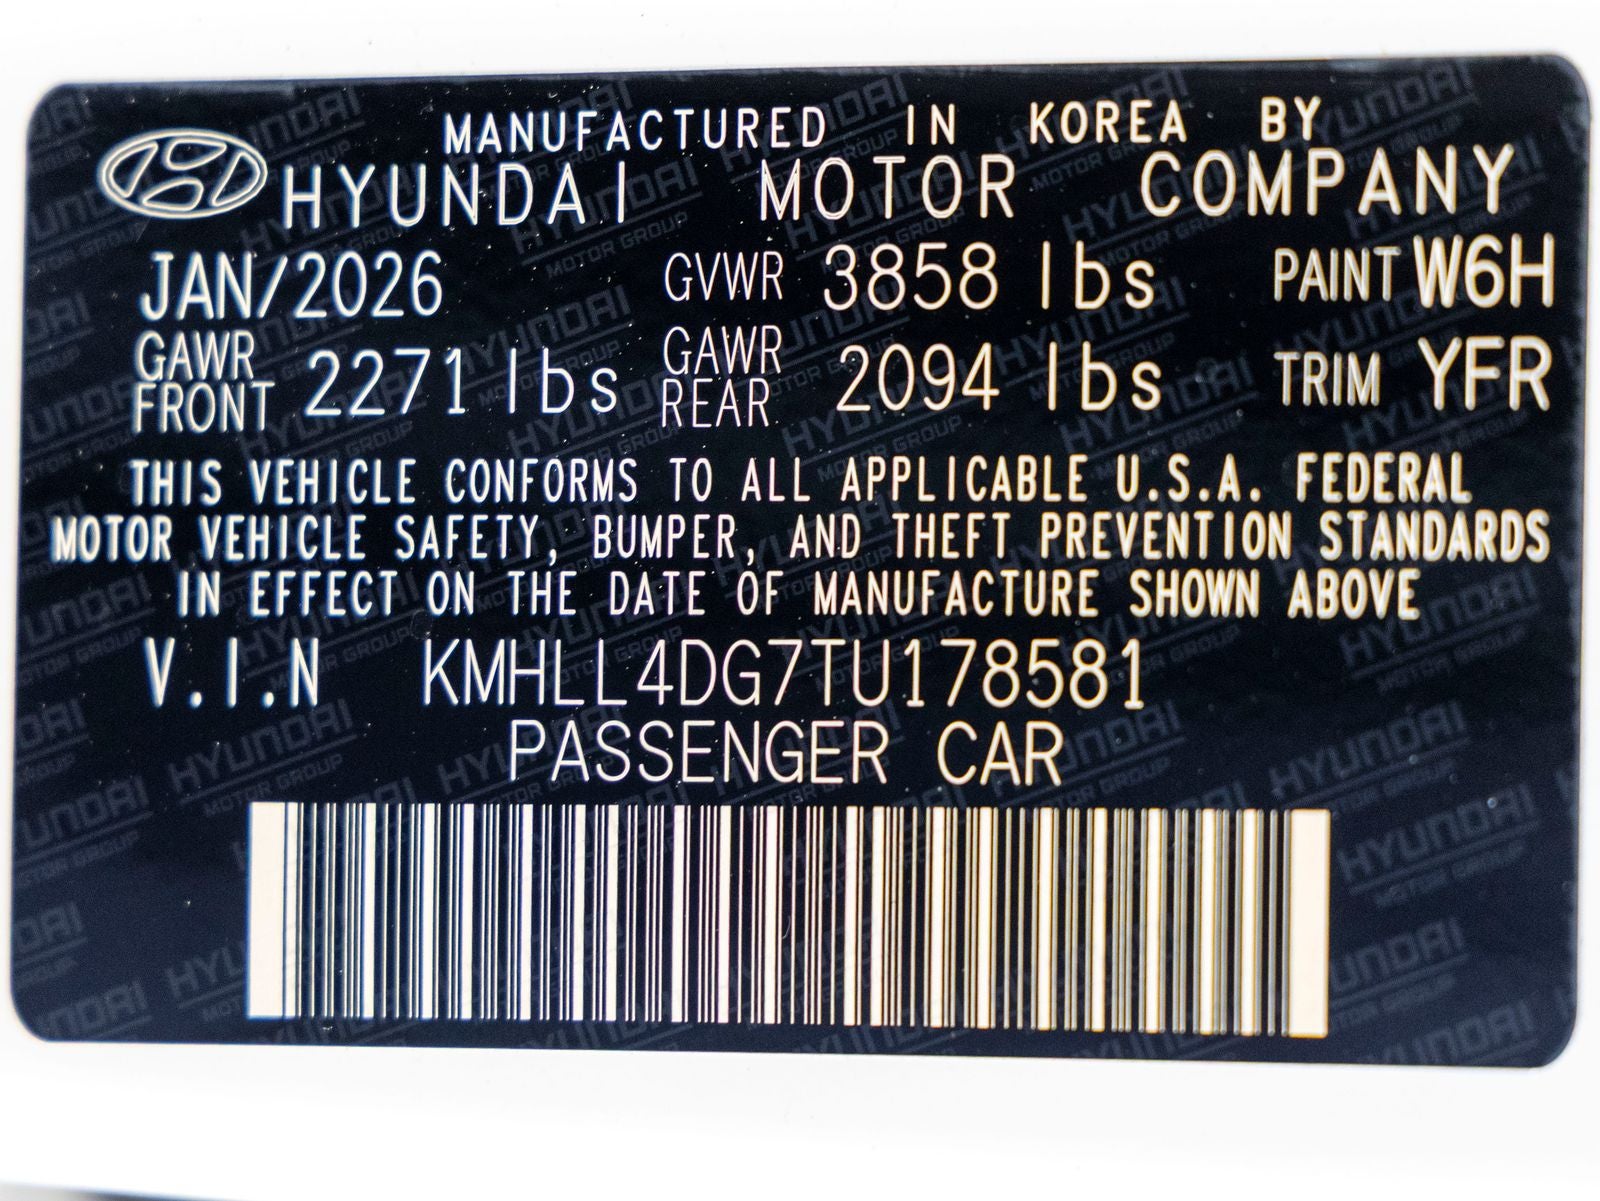 MANUFACTURED IN KOREA BY
HYUNDAI MOTOR COMPANY
JAN/2026 GVWR 3858 lbs PAINT W6H
GAWR FRONT 2271 lbs GAWR REAR 2094 lbs TRIM YFR
THIS VEHICLE CONFORMS TO ALL APPLICABLE U.S.A. FEDERAL
MOTOR VEHICLE SAFETY, BUMPER, AND THEFT PREVENTION STANDARDS
IN EFFECT ON THE DATE OF MANUFACTURE SHOWN ABOVE
V.I.N KMHLL4DG7TU178581
PASSENGER CAR